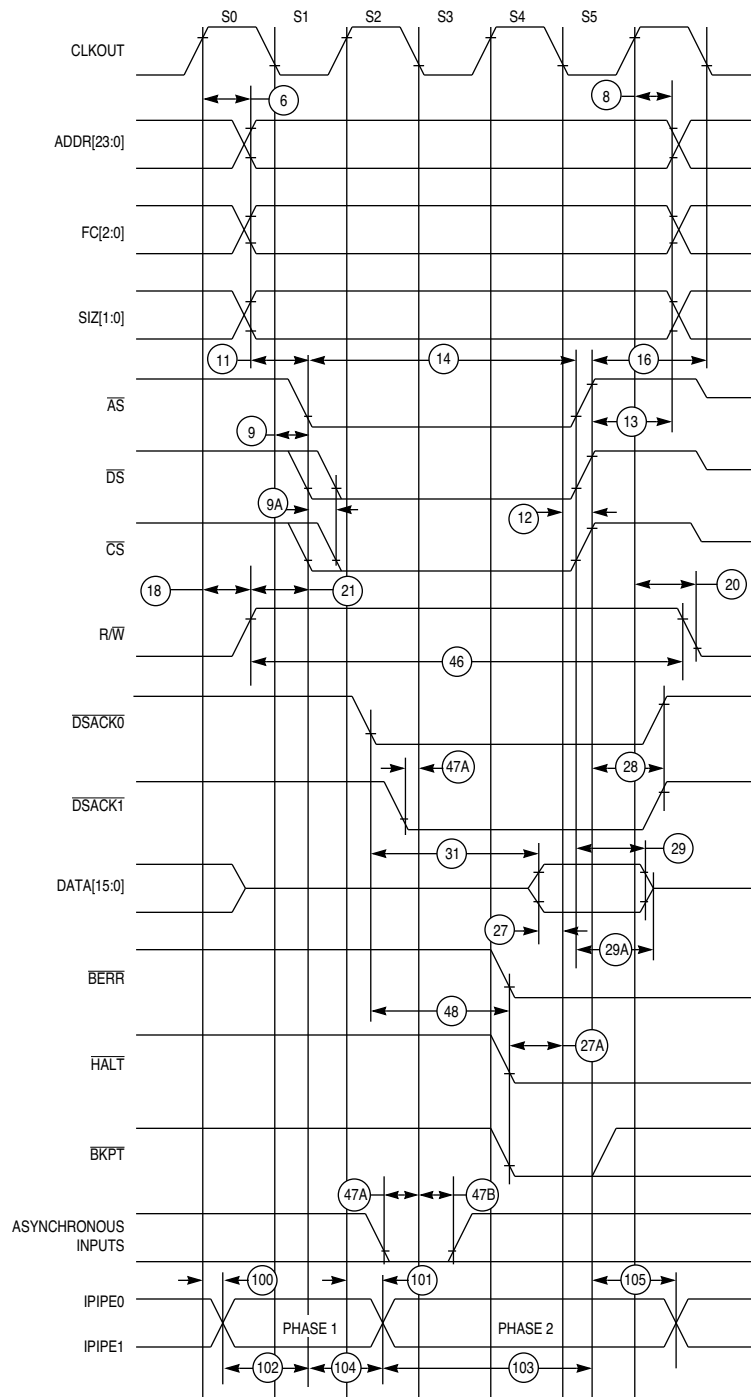 S0 S1 S2 S3 S4 S5
CLKOUT
6 8
ADDR[23:0]
FC[2:0]
SIZ[1:0]
11 14 16
AS
13
9
DS
9A 12
CS
18 21 20
R/W
46
DSACK0
47A 28
DSACK1
31 29
DATA[15:0]
27 29A
BERR
48
27A
HALT
BKPT
47A 47B
ASYNCHRONOUS
INPUTS
100 101 105
IPIPE0
PHASE 1 PHASE 2
IPIPE1
102 104 103